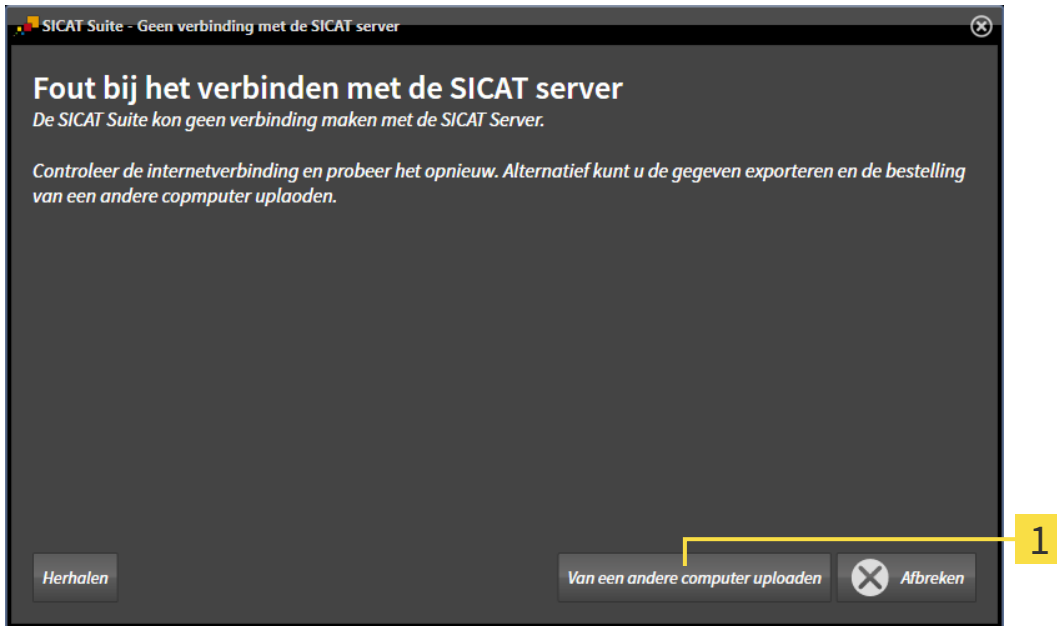 SICAT Suite - Geen verbinding met de SICAT server
Fout bij het verbinden met de SICAT server
De SICAT Suite kon geen verbinding maken met de SICAT Server.
Controleer de internetverbinding en probeer het opnieuw. Alternatief kunt u de gegeven exporteren en de bestelling
van een andere copmputer uplaoden.
Herhalen
Van een andere computer uploaden
Afbreken
1